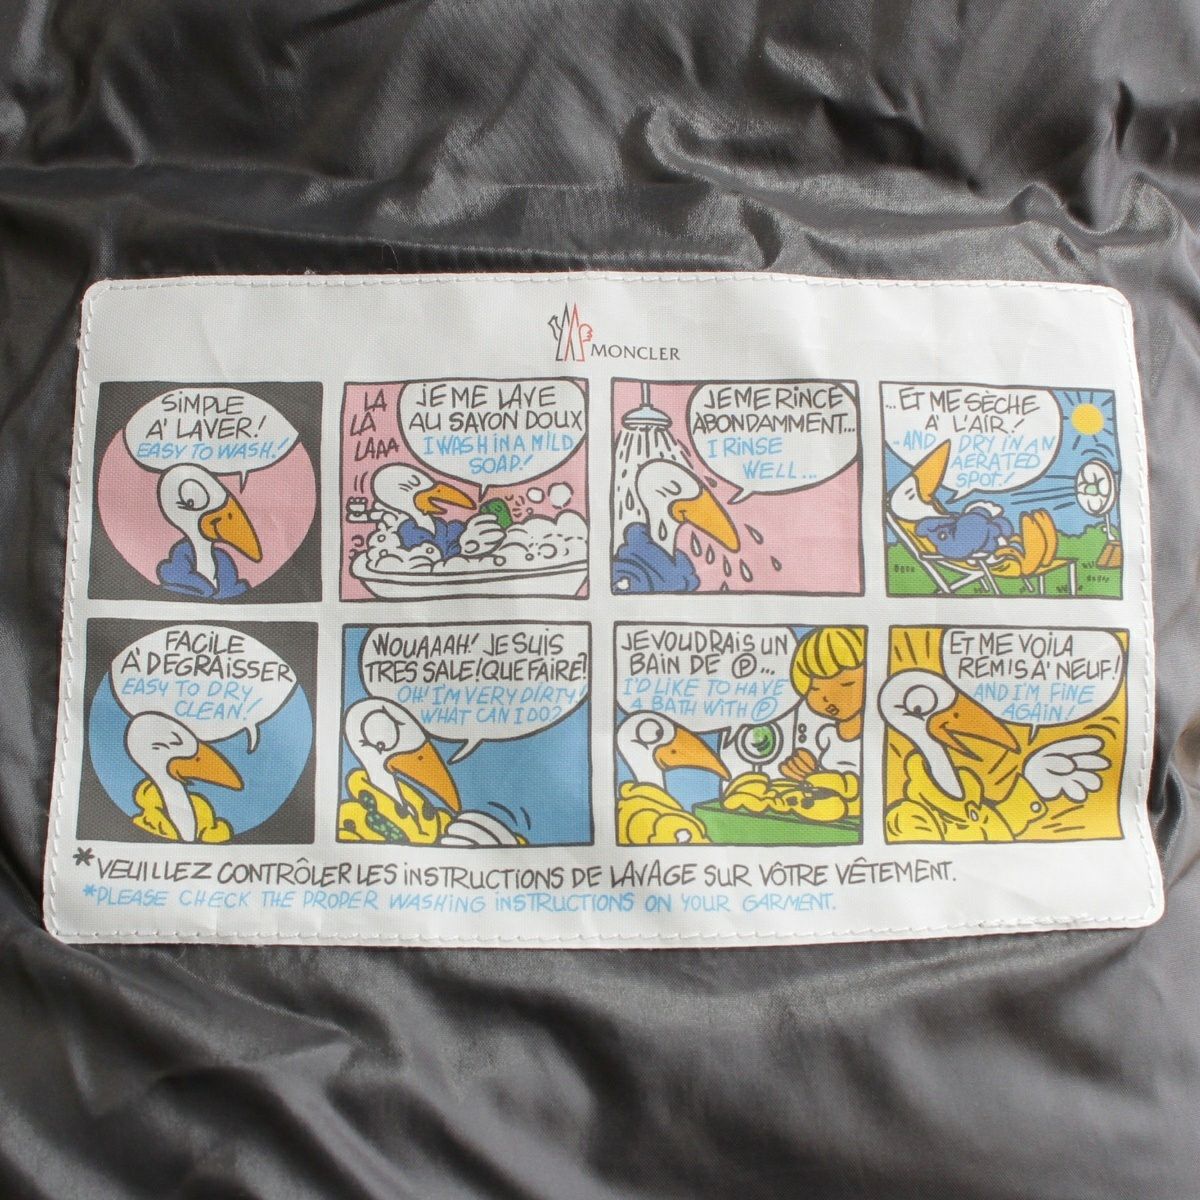 MONCLER
SIMPLE
A' LAVER!
EASY TO WASH!
LA
LA
LAAA
JE ME LAVE
AU SAVON DOUX
I WASH IN A MILD
SOAP!
JE ME RINCE
ABONDAMMENT...
I RINSE
WELL...
...ET ME SÈCHE
A' L'AIR!
..AND DRY IN AN
AERATED
SPOT.!
FACILE
A' DEGRAISSER
EASY TO DRY
CLEAN!
WOUAAAH! JE SUIS
TRES SALE! QUE FAIRE?
OH! I'M VERY DIRTY!
WHAT CAN I DO?
JE VOUDRAIS UN
BAIN DE Ⓟ...
I'D LIKE TO HAVE
A BATH WITH Ⓟ
ET ME VOILA
REMIS A' NEUF!
AND I'M FINE
AGAIN!
*VEUILLEZ CONTRÔLER LES INSTRUCTIONS DE LAVAGE SUR VÔTRE VÊTEMENT.
*PLEASE CHECK THE PROPER WASHING INSTRUCTIONS ON YOUR GARMENT.